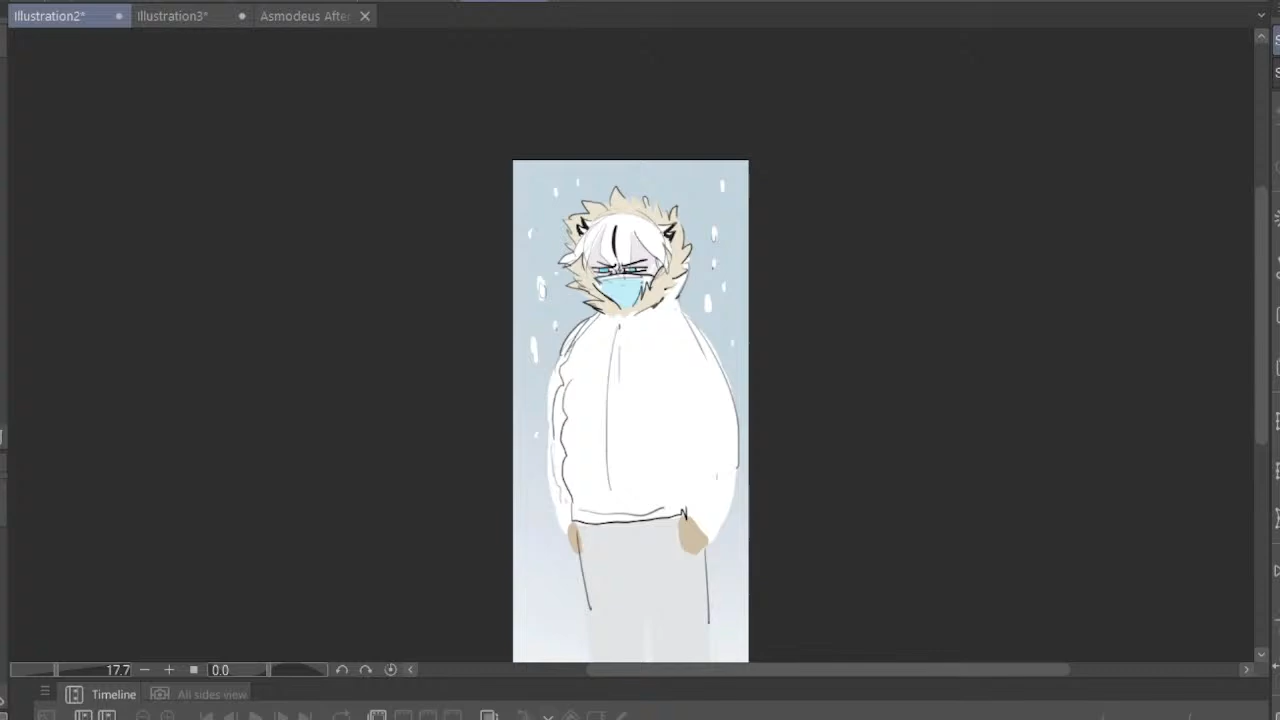 Illustration2*
Illustration3*
Asmodeus After
17.7
0.0
Timeline
All sides view